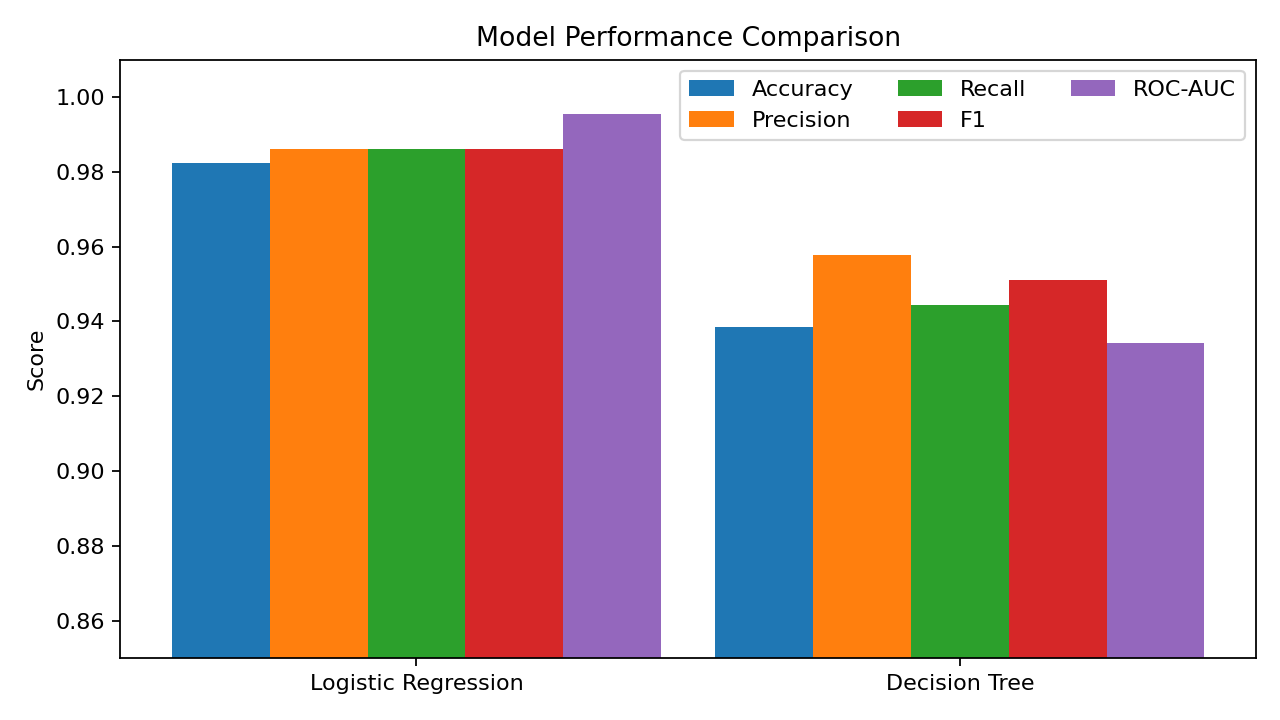 Model Performance Comparison
Accuracy Recall ROC-AUC
Precision F1
1.00
0.98
0.96
0.94
0.92
0.90
0.88
0.86
Score
Logistic Regression Decision Tree